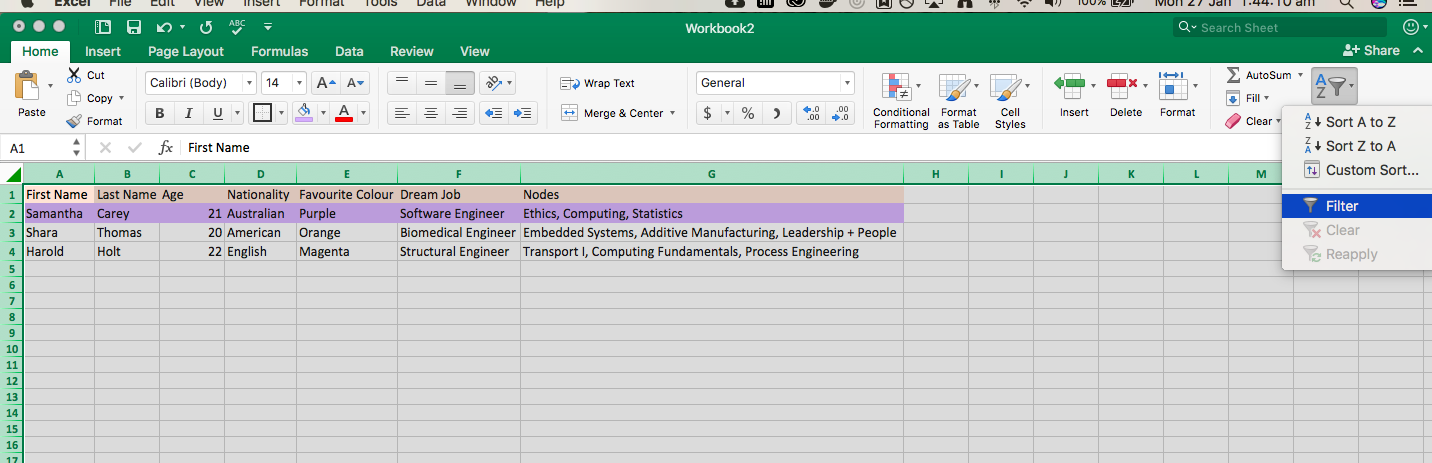 Excel File Edit View Insert Format Tools Data Window Help 100% Mon 27 Jan 1:44:10 am
ABC Workbook2 Search Sheet
Home Insert Page Layout Formulas Data Review View Share
Cut Calibri (Body) 14 A A Wrap Text General AutoSum A Z
Copy Fill
Paste Format B I U A Merge & Center $ % .0 .00 .00 .0 Conditional Formatting Format as Table Cell Styles Insert Delete Format Clear
A1 fx First Name
A Z Sort A to Z
Z A Sort Z to A
Custom Sort...
Filter
Clear
Reapply
A B C D E F G H I J K L M
1 First Name Last Name Age Nationality Favourite Colour Dream Job Nodes
2 Samantha Carey 21 Australian Purple Software Engineer Ethics, Computing, Statistics
3 Shara Thomas 20 American Orange Biomedical Engineer Embedded Systems, Additive Manufacturing, Leadership + People
4 Harold Holt 22 English Magenta Structural Engineer Transport I, Computing Fundamentals, Process Engineering
5
6
7
8
9
10
11
12
13
14
15
16
17